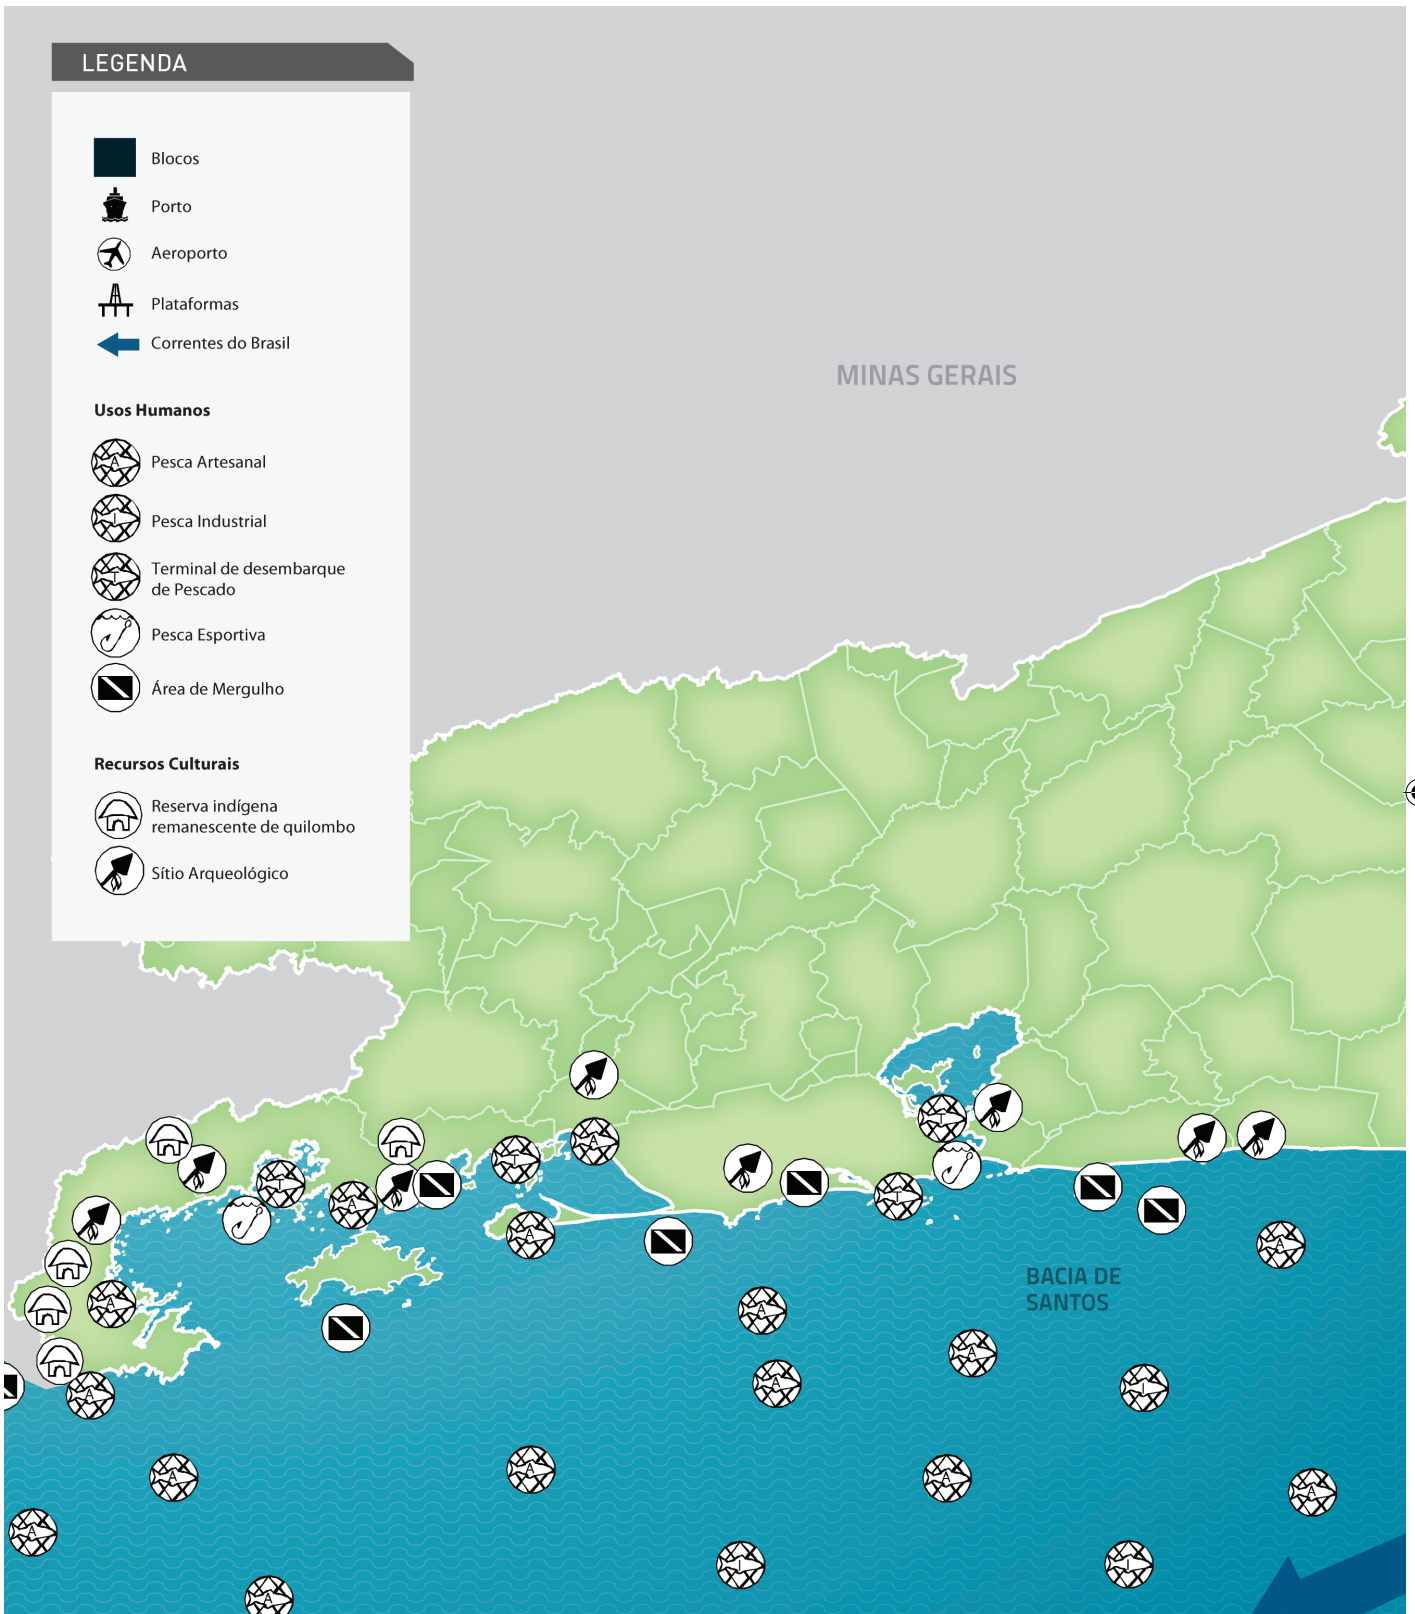 LEGENDA
Blocos
Porto
Aeroporto
Plataformas
Correntes do Brasil
Usos Humanos
A
Pesca Artesanal
I
Pesca Industrial
T
Terminal de desembarque
de Pescado
Pesca Esportiva
Área de Mergulho
Recursos Culturais
Reserva indígena
remanescente de quilombo
Sítio Arqueológico
MINAS GERAIS
T
A
T
T
A
T
A
A
BACIA DE
SANTOS
A
A
A
A
I
A
A
A
A
A
A
I
I
A